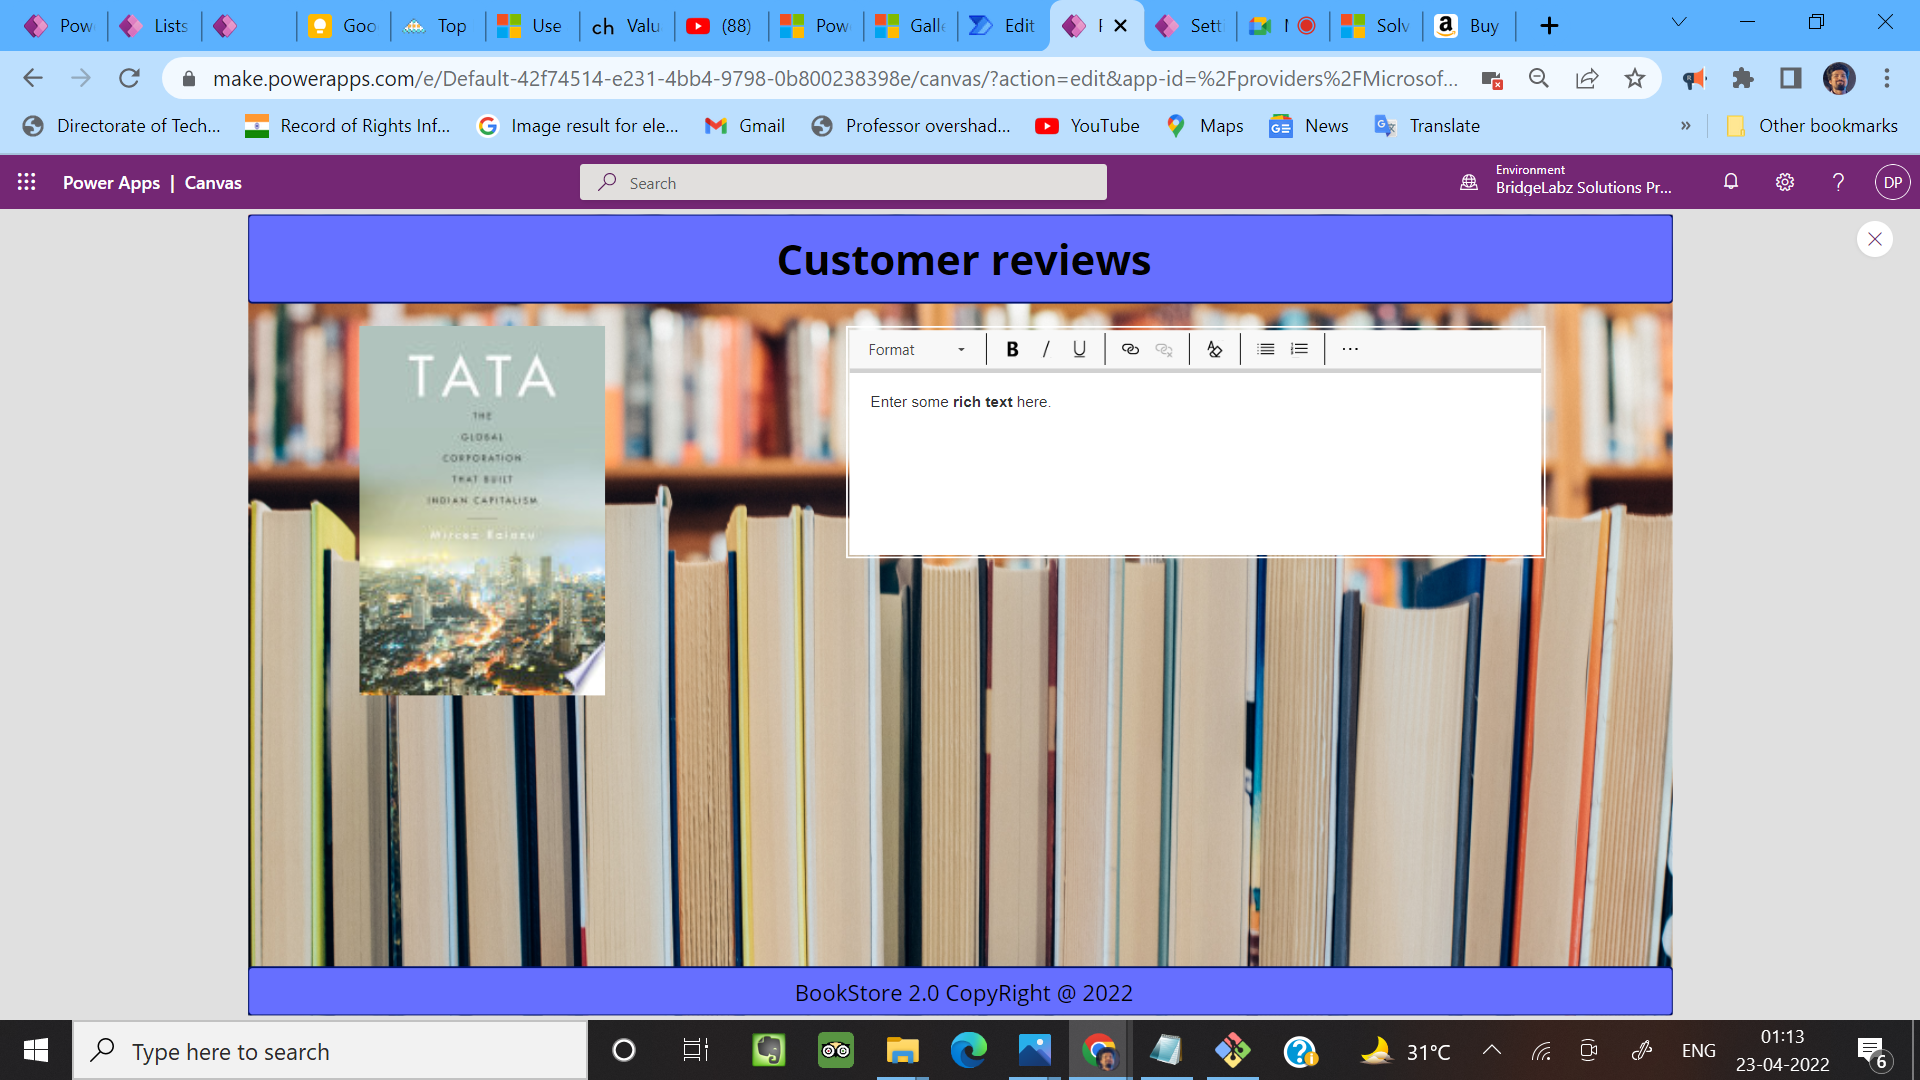 Pow
Lists
Goo
Top
Use
Valu
(88)
Pow
Gall
Edit
Setti
Solv
Buy
make.powerapps.com/e/Default-42f74514-e231-4bb4-9798-0b800238398e/canvas/?action=edit&app-id=%2Fproviders%2FMicrosof...
Directorate of Tech...
Record of Rights Inf...
Image result for ele...
Gmail
Professor overshad...
YouTube
Maps
News
Translate
»
Other bookmarks
Power Apps | Canvas
Search
Environment
BridgeLabz Solutions Pr...
DP
Customer reviews
TATA
THE
GLOBAL
CORPORATION
THAT BUILT
INDIAN CAPITALISM
Mircea Raianu
Format
B / U
Enter some rich text here.
BookStore 2.0 CopyRight @ 2022
Type here to search
31°C
ENG
01:13
23-04-2022
6